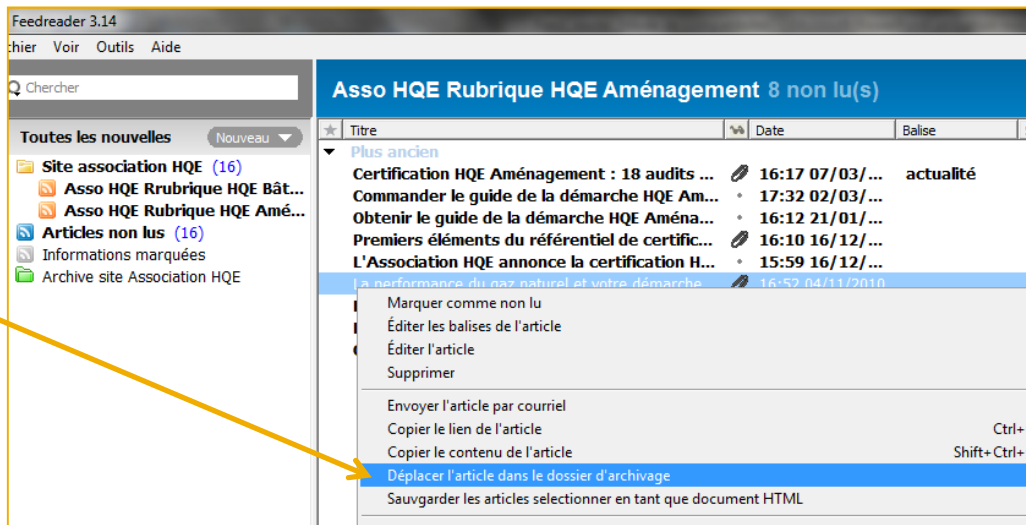 Feedreader 3.14
chier Voir Outils Aide
Chercher
Asso HQE Rubrique HQE Aménagement 8 non lu(s)
Toutes les nouvelles Nouveau
Titre Date Balise
Site association HQE (16)
Asso HQE Rrubrique HQE Bât...
Asso HQE Rubrique HQE Amé...
Articles non lus (16)
Informations marquées
Archive site Association HQE
Plus ancien
Certification HQE Aménagement : 18 audits ... 16:17 07/03/... actualité
Commander le guide de la démarche HQE Am... 17:32 02/03/...
Obtenir le guide de la démarche HQE Aména... 16:12 21/01/...
Premiers éléments du référentiel de certific... 16:10 16/12/...
L'Association HQE annonce la certification H... 15:59 16/12/...
La performance du gaz naturel et votre démarche 16:52 04/11/2010
Marquer comme non lu
Éditer les balises de l'article
Éditer l'article
Supprimer
Envoyer l'article par courriel
Copier le lien de l'article Ctrl+
Copier le contenu de l'article Shift+Ctrl+
Déplacer l'article dans le dossier d'archivage
Sauvgarder les articles selectionner en tant que document HTML